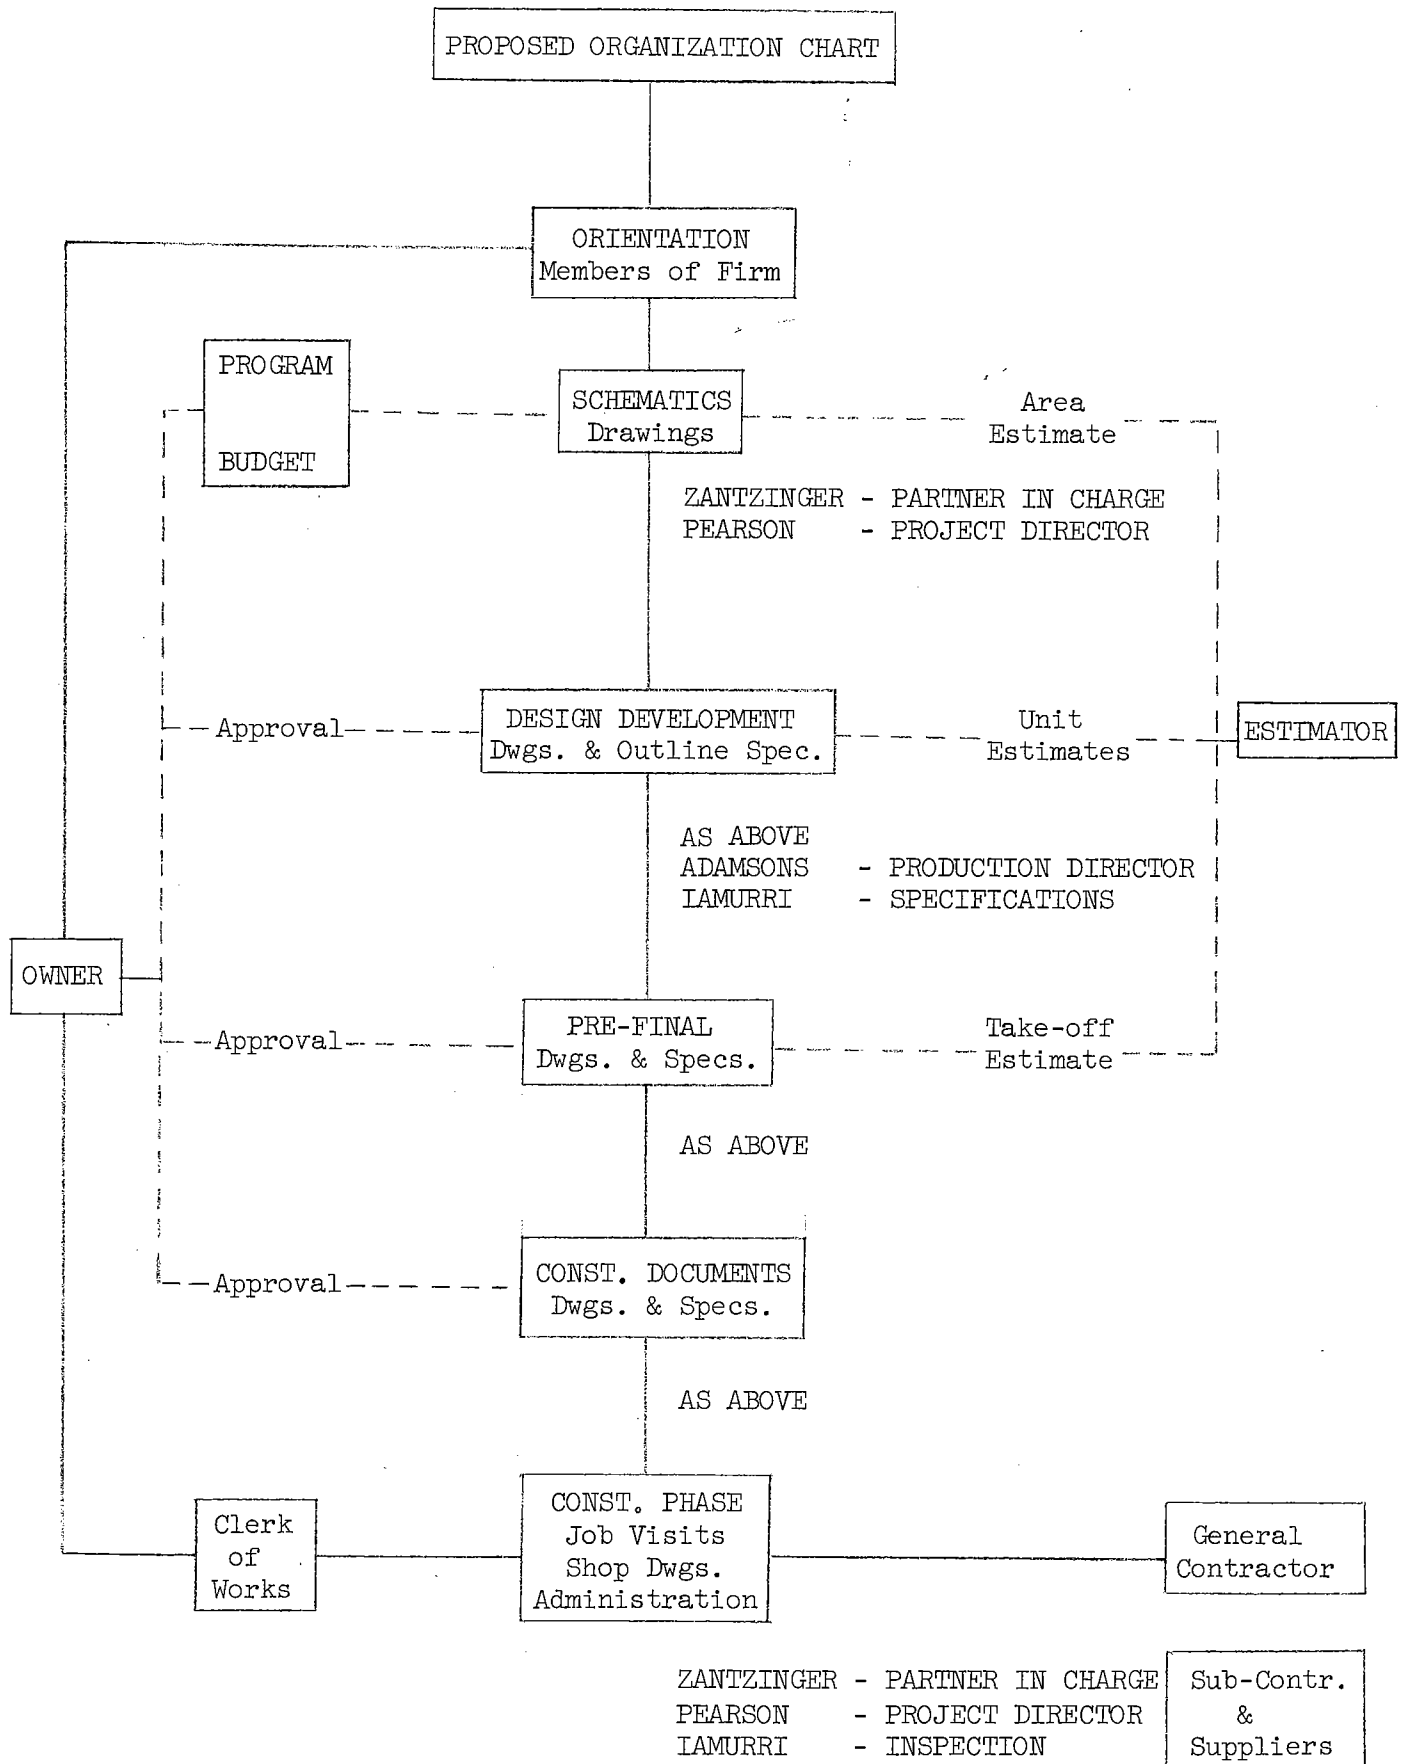 PROPOSED ORGANIZATION CHART
ORIENTATION
Members of Firm
PROGRAM
BUDGET
SCHEMATICS
Drawings
Area
Estimate
ZANTZINGER - PARTNER IN CHARGE
PEARSON - PROJECT DIRECTOR
Approval
DESIGN DEVELOPMENT
Dwgs. & Outline Spec.
Unit
Estimates
ESTIMATOR
AS ABOVE
ADAMSONS - PRODUCTION DIRECTOR
IAMURRI - SPECIFICATIONS
OWNER
Approval
PRE-FINAL
Dwgs. & Specs.
Take-off
Estimate
AS ABOVE
Approval
CONST. DOCUMENTS
Dwgs. & Specs.
AS ABOVE
Clerk
of
Works
CONST. PHASE
Job Visits
Shop Dwgs.
Administration
General
Contractor
ZANTZINGER - PARTNER IN CHARGE
PEARSON - PROJECT DIRECTOR
IAMURRI - INSPECTION
Sub-Contr.
&
Suppliers